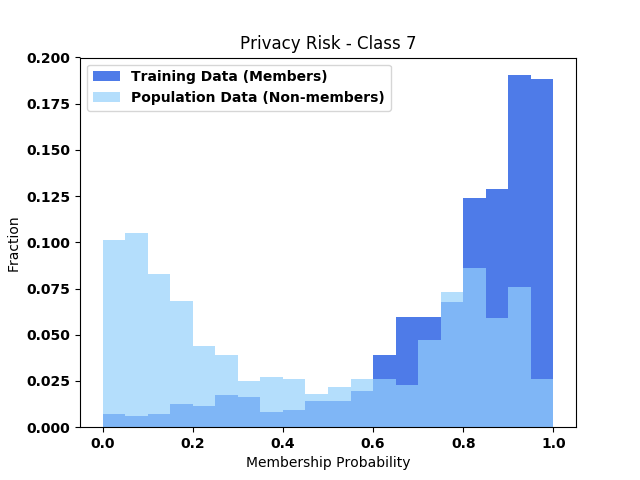 Privacy Risk - Class 7
Training Data (Members)
Population Data (Non-members)
0.200
0.175
0.150
0.125
0.100
0.075
0.050
0.025
0.000
Fraction
0.0 0.2 0.4 0.6 0.8 1.0
Membership Probability